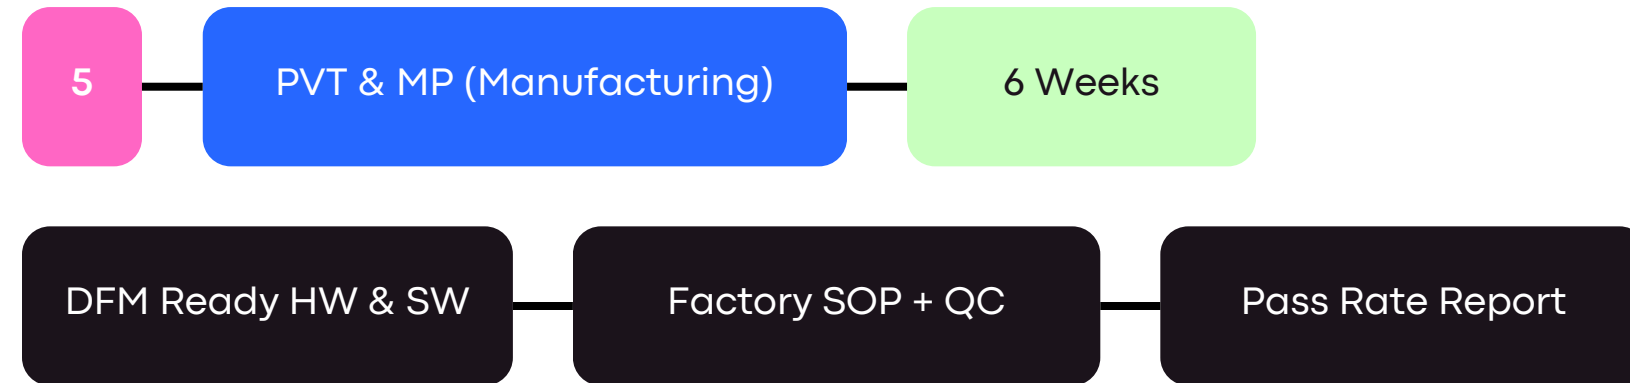 5
PVT & MP (Manufacturing)
6 Weeks
DFM Ready HW & SW
Factory SOP + QC
Pass Rate Report